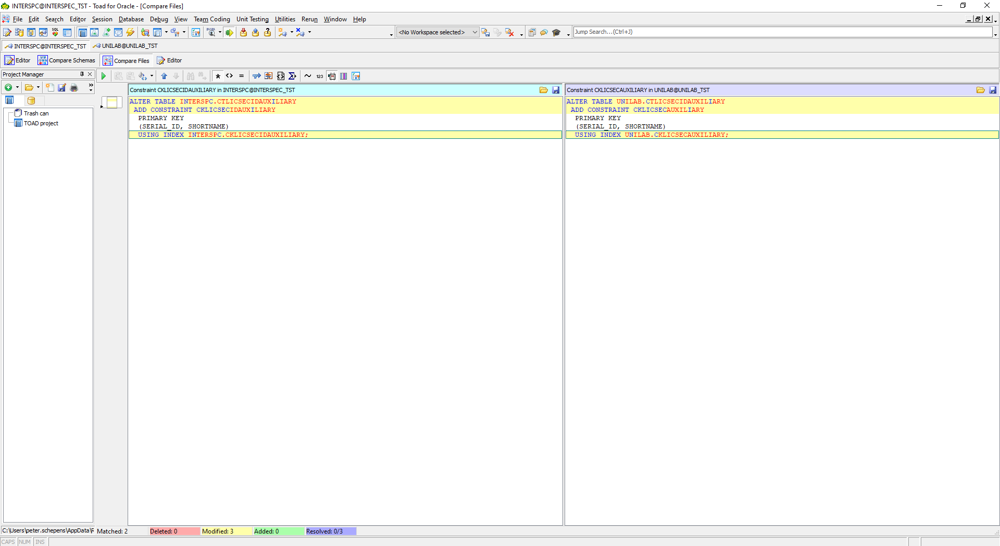 INTERSPC@INTERSPEC_TST - Toad for Oracle - [Compare Files]
File Edit Search Editor Session Database Debug View Team Coding Unit Testing Utilities Rerun Window Help
SQL
<No Workspace selected>
Jump Search...(Ctrl+J)
INTERSPC@INTERSPEC_TST UNILAB@UNILAB_TST
Editor Compare Schemas Compare Files Editor
Project Manager
123
Trash can
TOAD project
Constraint CKLICSECIDAUXILIARY in INTERSPC@INTERSPEC_TST
ALTER TABLE INTERSPC.CTLICSECIDAUXILIARY
ADD CONSTRAINT CKLICSECIDAUXILIARY
PRIMARY KEY
(SERIAL_ID, SHORTNAME)
USING INDEX INTERSPC.CKLICSECIDAUXILIARY;
Constraint CKLICSECAUXILIARY in UNILAB@UNILAB_TST
ALTER TABLE UNILAB.CTLICSECIDAUXILIARY
ADD CONSTRAINT CKLICSECAUXILIARY
PRIMARY KEY
(SERIAL_ID, SHORTNAME)
USING INDEX UNILAB.CKLICSECAUXILIARY;
C:\Users\peter.schepens\AppData\R
Matched: 2 Deleted: 0 Modified: 3 Added: 0 Resolved: 0/3
CAPS NUM INS